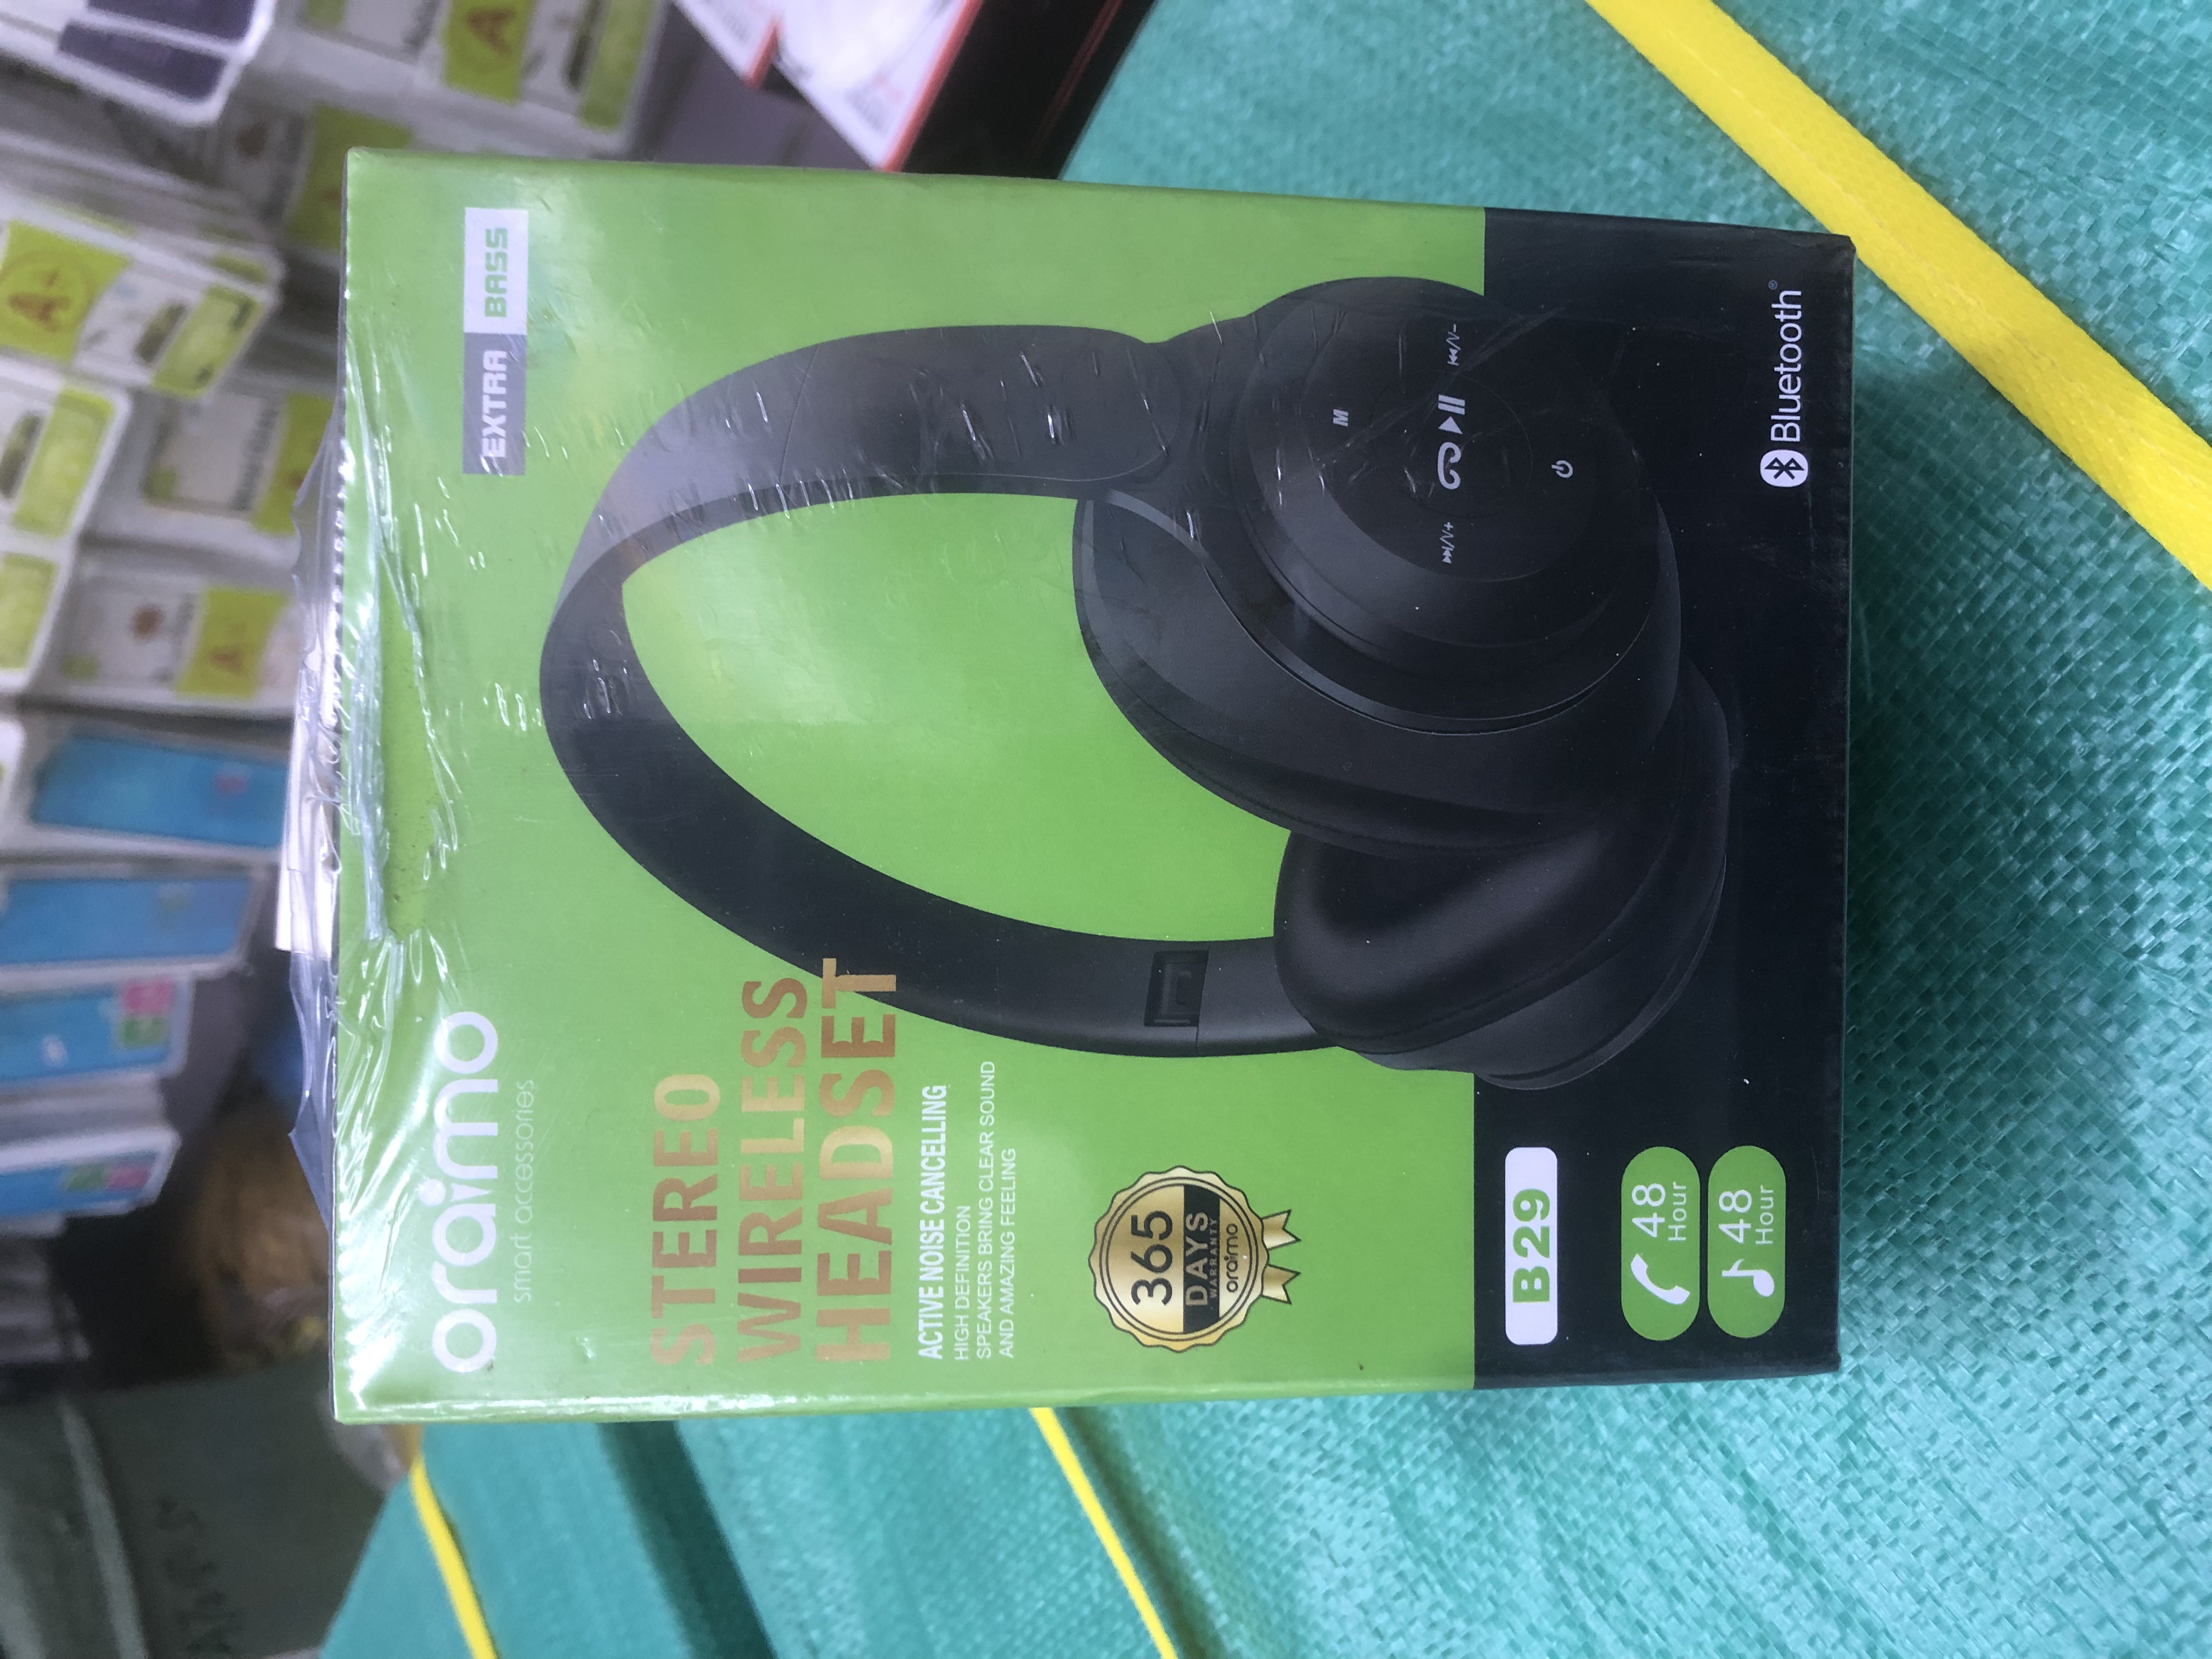 oraimo
smart accessories
EXTRA BASS
STEREO
WIRELESS
HEADSET
ACTIVE NOISE CANCELLING
HIGH DEFINITION
SPEAKERS BRING CLEAR SOUND
AND AMAZING FEELING
365
DAYS
WARRANTY
oraimo
M
V+
V-
B29
48
Hour
48
Hour
Bluetooth®
A-
A-
A